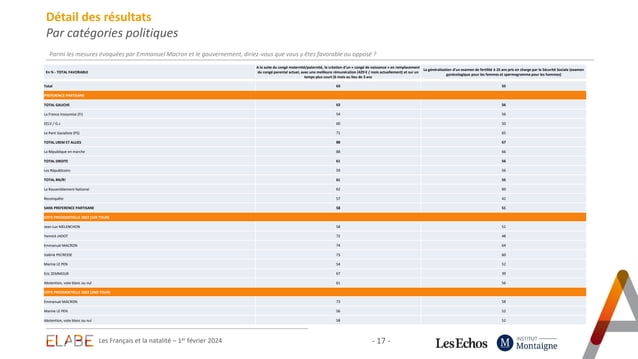 Détail des résultats
Par catégories politiques
Parmi les mesures évoquées par Emmanuel Macron et le gouvernement, diriez-vous que vous y êtes favorable ou opposé ?
En % - TOTAL FAVORABLE
A la suite du congé maternité/paternité, la création d'un « congé de naissance » en remplacement du congé parental actuel, avec une meilleure rémunération (429 € / mois actuellement) et sur un temps plus court (6 mois au lieu de 3 ans
La généralisation d'un examen de fertilité à 25 ans pris en charge par la Sécurité Sociale (examen gynécologique pour les femmes et spermogramme pour les hommes)
Total 63 55
PREFERENCE PARTISANE
TOTAL GAUCHE 63 56
La France Insoumise (FI) 54 56
EELV / G.s 60
Le Parti Socialiste (PS) 71 65
TOTAL LREM ET ALLIES 67
La République en marche 66
TOTAL DROITE 61 56
Les Républicains 59 56
TOTAL RN/R! 61
Le Rassemblement National 62 60
Reconquête 57 42
SANS PREFERENCE PARTISANE 58 51
VOTE PRESIDENTIELLE 2022 (1ER TOUR)
Jean-Luc MELENCHON 58 51
Yannick JADOT 72 48
Emmanuel MACRON 74 64
Valérie PECRESSE 73 60
Marine LE PEN 54 52
Eric ZEMMOUR 67 39
Abstention, vote blanc ou nul 61 56
VOTE PRESIDENTIELLE 2022 (2ND TOUR)
Emmanuel MACRON 73 58
Marine LE PEN 56 52
Abstention, vote blanc ou nul 58 52
ELABE
Les Français et la natalité – 1er février 2024
- 17 -
LesEchos
INSTITUT
Montaigne